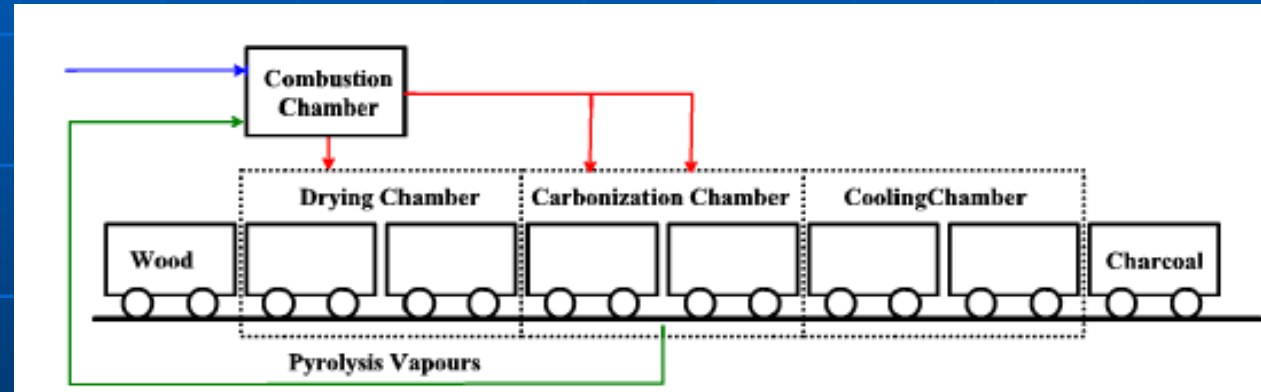 Combustion
Chamber
Drying Chamber
Carbonization Chamber
CoolingChamber
Wood
Charcoal
Pyrolysis Vapours